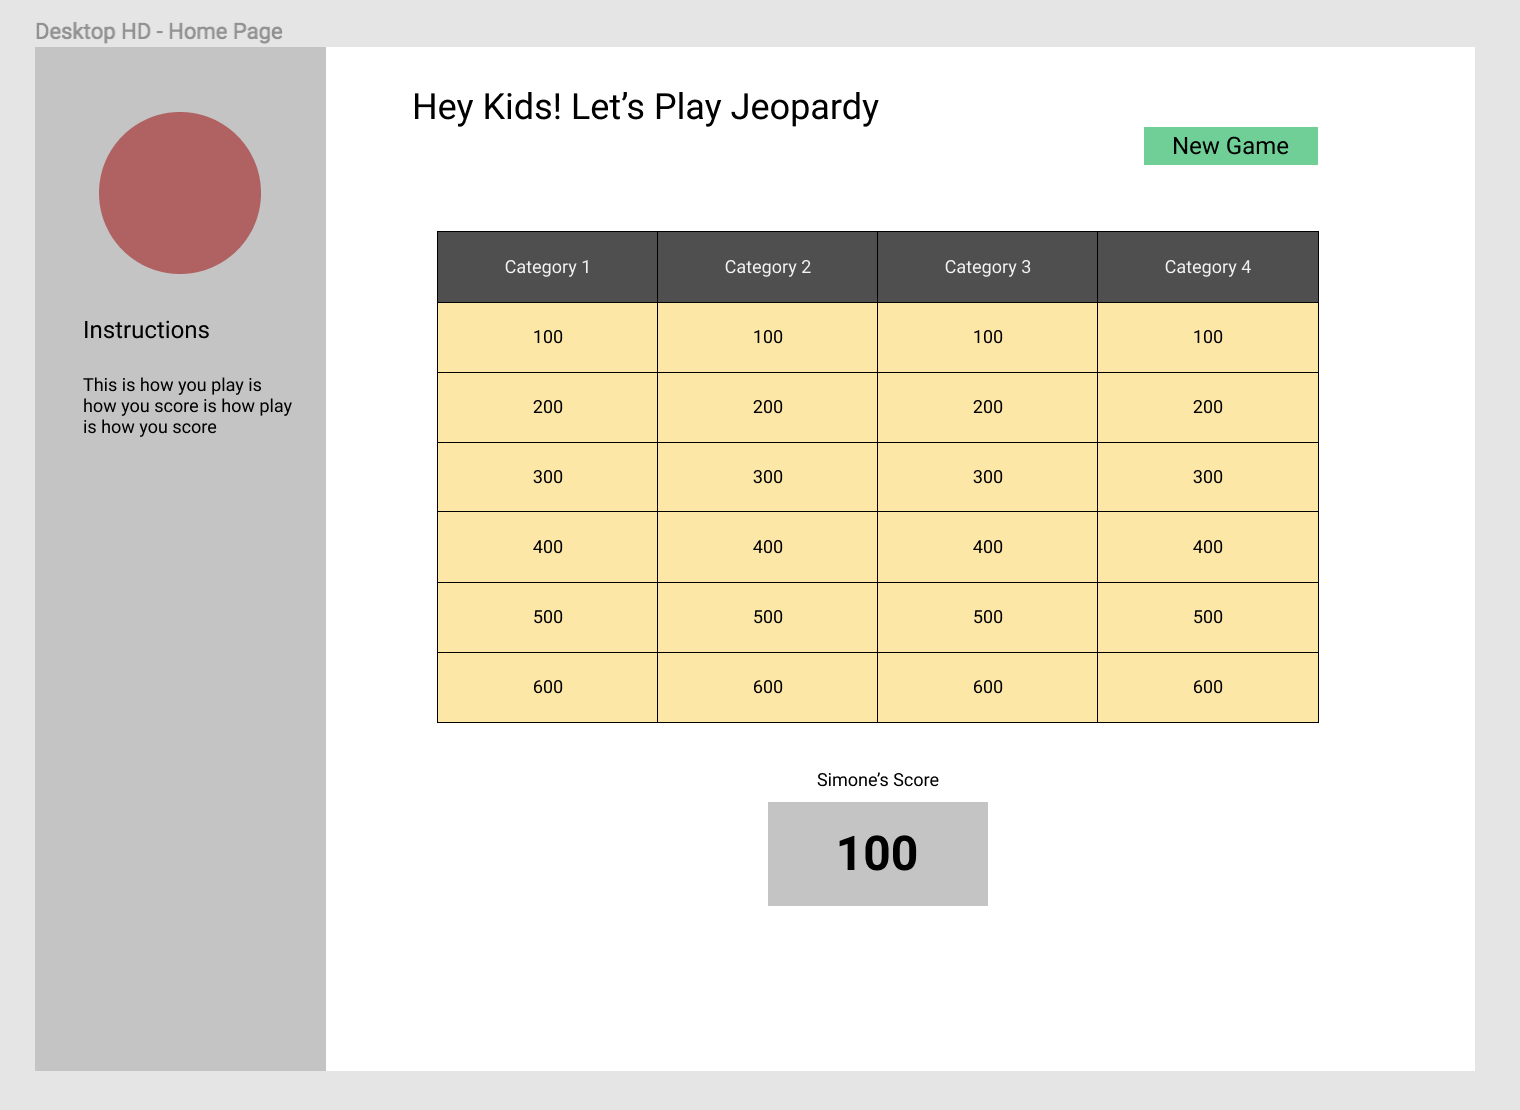 Desktop HD - Home Page
Hey Kids! Let’s Play Jeopardy
New Game
Instructions
This is how you play is
how you score is how play
is how you score
Category 1 Category 2 Category 3 Category 4
100 100 100 100
200 200 200 200
300 300 300 300
400 400 400 400
500 500 500 500
600 600 600 600
Simone’s Score
100